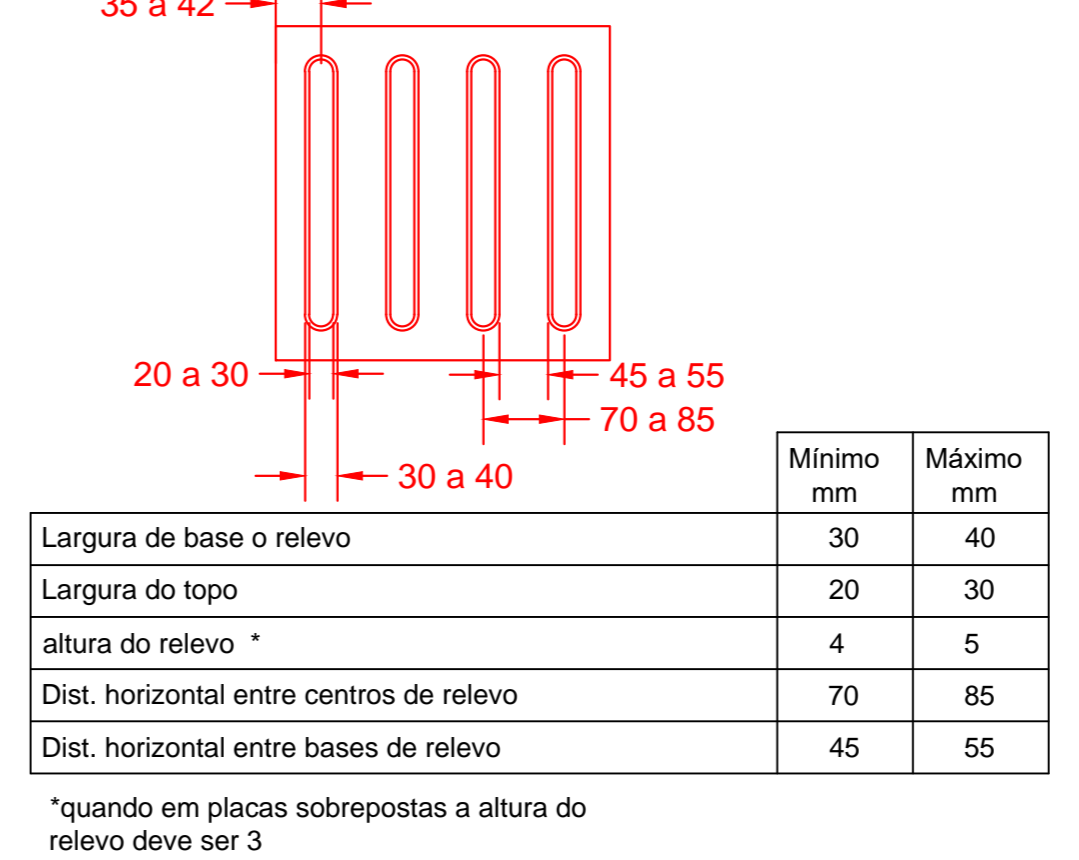 35 a 42
20 a 30
45 a 55
70 a 85
30 a 40
Mínimo mm Máximo mm
Largura de base o relevo 30 40
Largura do topo 20 30
altura do relevo * 4 5
Dist. horizontal entre centros de relevo 70 85
Dist. horizontal entre bases de relevo 45 55
*quando em placas sobrepostas a altura do
relevo deve ser 3